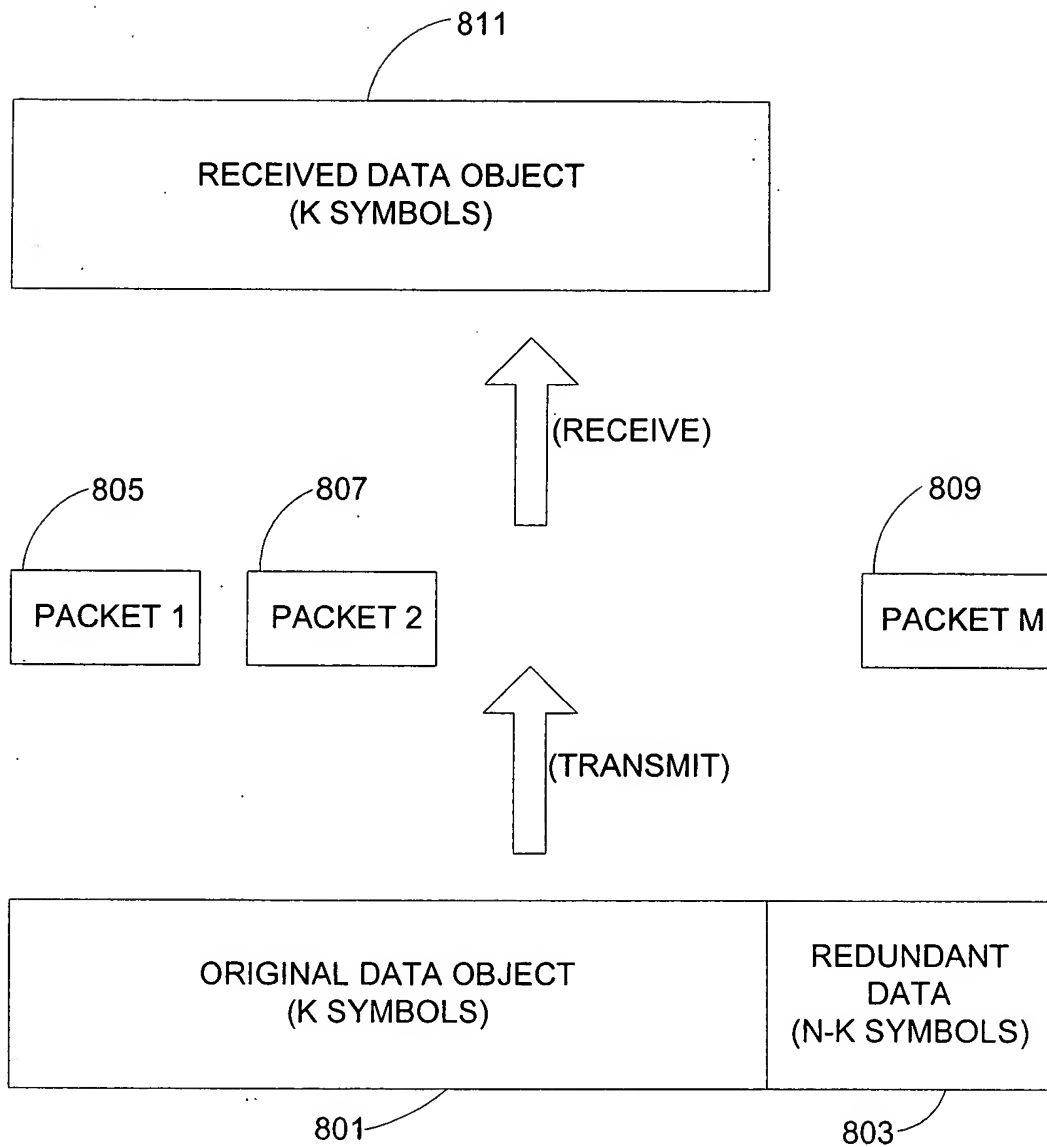 811
RECEIVED DATA OBJECT
(K SYMBOLS)
(RECEIVE)
805
807
809
PACKET 1
PACKET 2
PACKET M
(TRANSMIT)
ORIGINAL DATA OBJECT
(K SYMBOLS)
REDUNDANT
DATA
(N-K SYMBOLS)
801
803